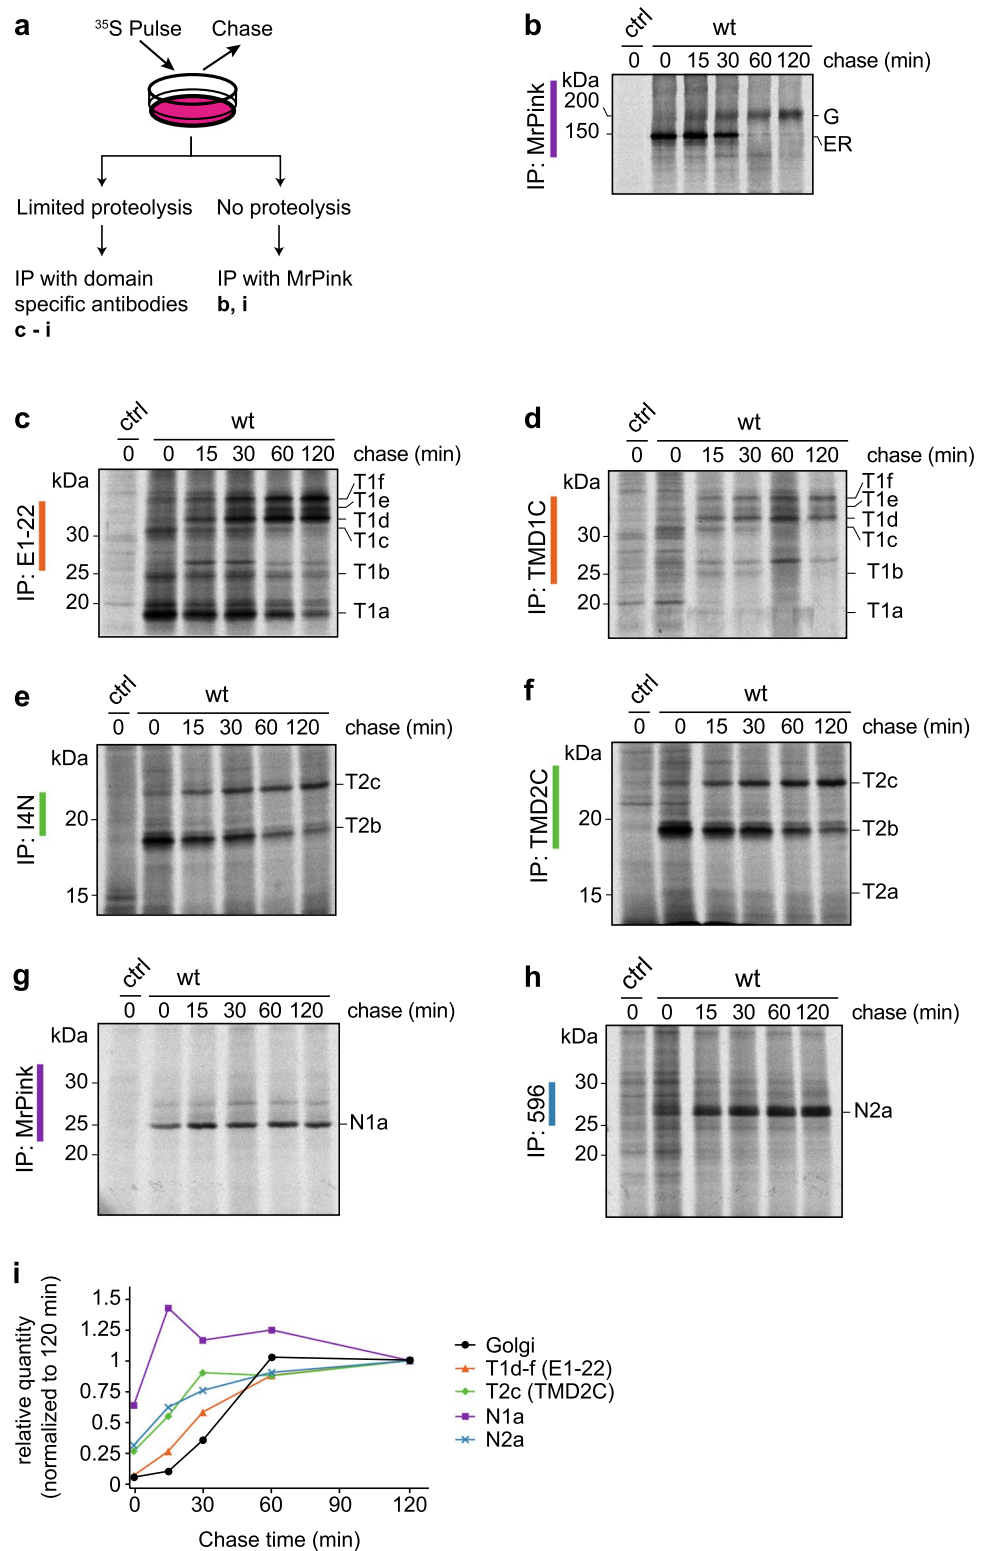 a
35S Pulse
Chase
Limited proteolysis
No proteolysis
IP with domain
specific antibodies
c - i
IP with MrPink
b, i
b
ctrl
wt
0 0 15 30 60 120 chase (min)
kDa
200
150
G
ER
IP: MrPink
c
ctrl
wt
0 0 15 30 60 120 chase (min)
kDa
30
25
20
T1f
T1e
T1d
T1c
T1b
T1a
IP: E1-22
d
ctrl
wt
0 0 15 30 60 120 chase (min)
kDa
30
25
20
T1f
T1e
T1d
T1c
T1b
T1a
IP: TMD1C
e
ctrl
wt
0 0 15 30 60 120 chase (min)
kDa
20
15
T2c
T2b
IP: I4N
f
ctrl
wt
0 0 15 30 60 120 chase (min)
kDa
20
15
T2c
T2b
T2a
IP: TMD2C
g
ctrl
wt
0 0 15 30 60 120 chase (min)
kDa
30
25
20
N1a
IP: MrPink
h
ctrl
wt
0 0 15 30 60 120 chase (min)
kDa
30
25
20
N2a
IP: 596
i
relative quantity
(normalized to 120 min)
1.5
1.25
1
0.75
0.5
0.25
0
0 30 60 90 120
Chase time (min)
Golgi
T1d-f (E1-22)
T2c (TMD2C)
N1a
N2a